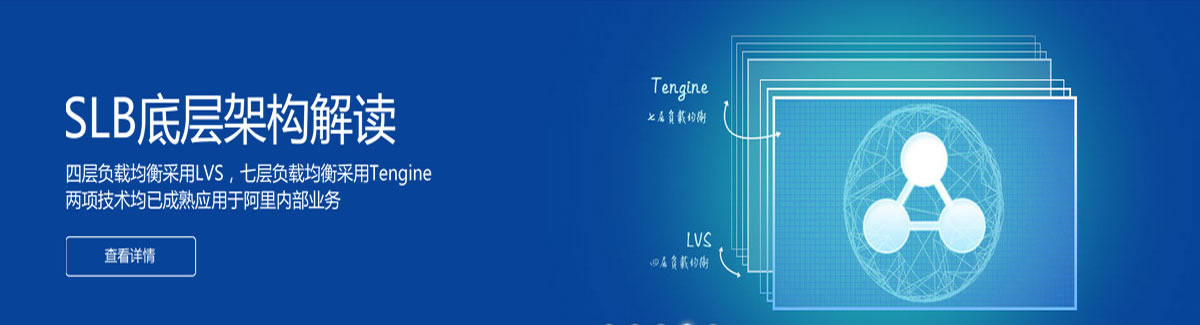 SLB底层架构解读
四层负载均衡采用LVS，七层负载均衡采用Tengine
两项技术均已成熟应用于阿里内部业务
查看详情
Tengine
七层负载均衡
LVS
四层负载均衡